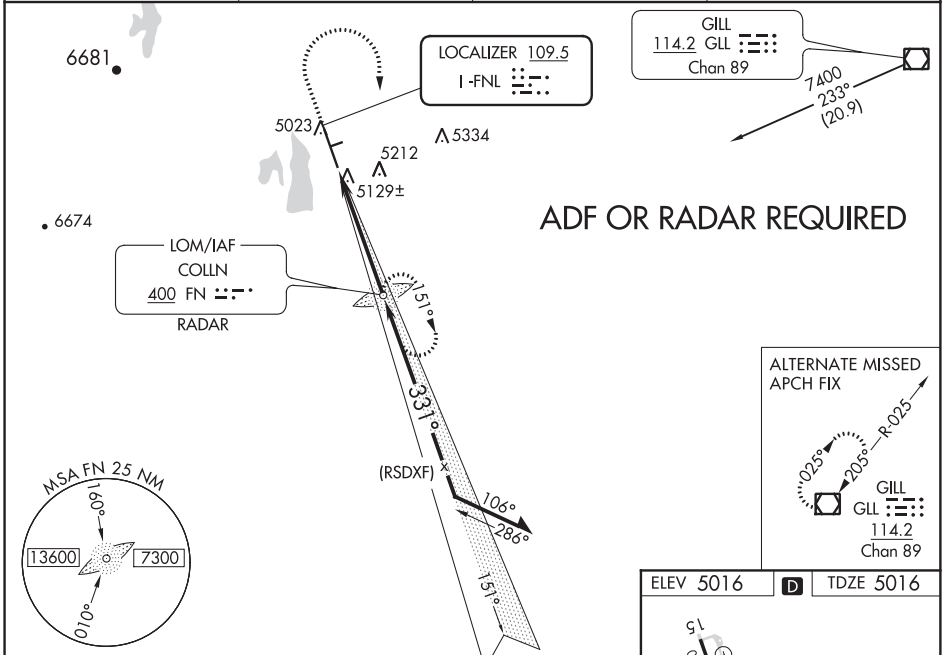 6681
LOCALIZER 109.5
I-FNL
GILL
114.2 GLL
Chan 89
7400
233°
(20.9)
5023
5334
5212
5129±
6674
ADF OR RADAR REQUIRED
LOM/IAF
COLLN
400 FN
RADAR
151°
331°
(RSDXF)
106°
286°
151°
MSA FN 25 NM
160°
13600
7300
010°
ALTERNATE MISSED
APCH FIX
R-025
025°
205°
GILL
GLL
114.2
Chan 89
ELEV 5016 D TDZE 5016
15